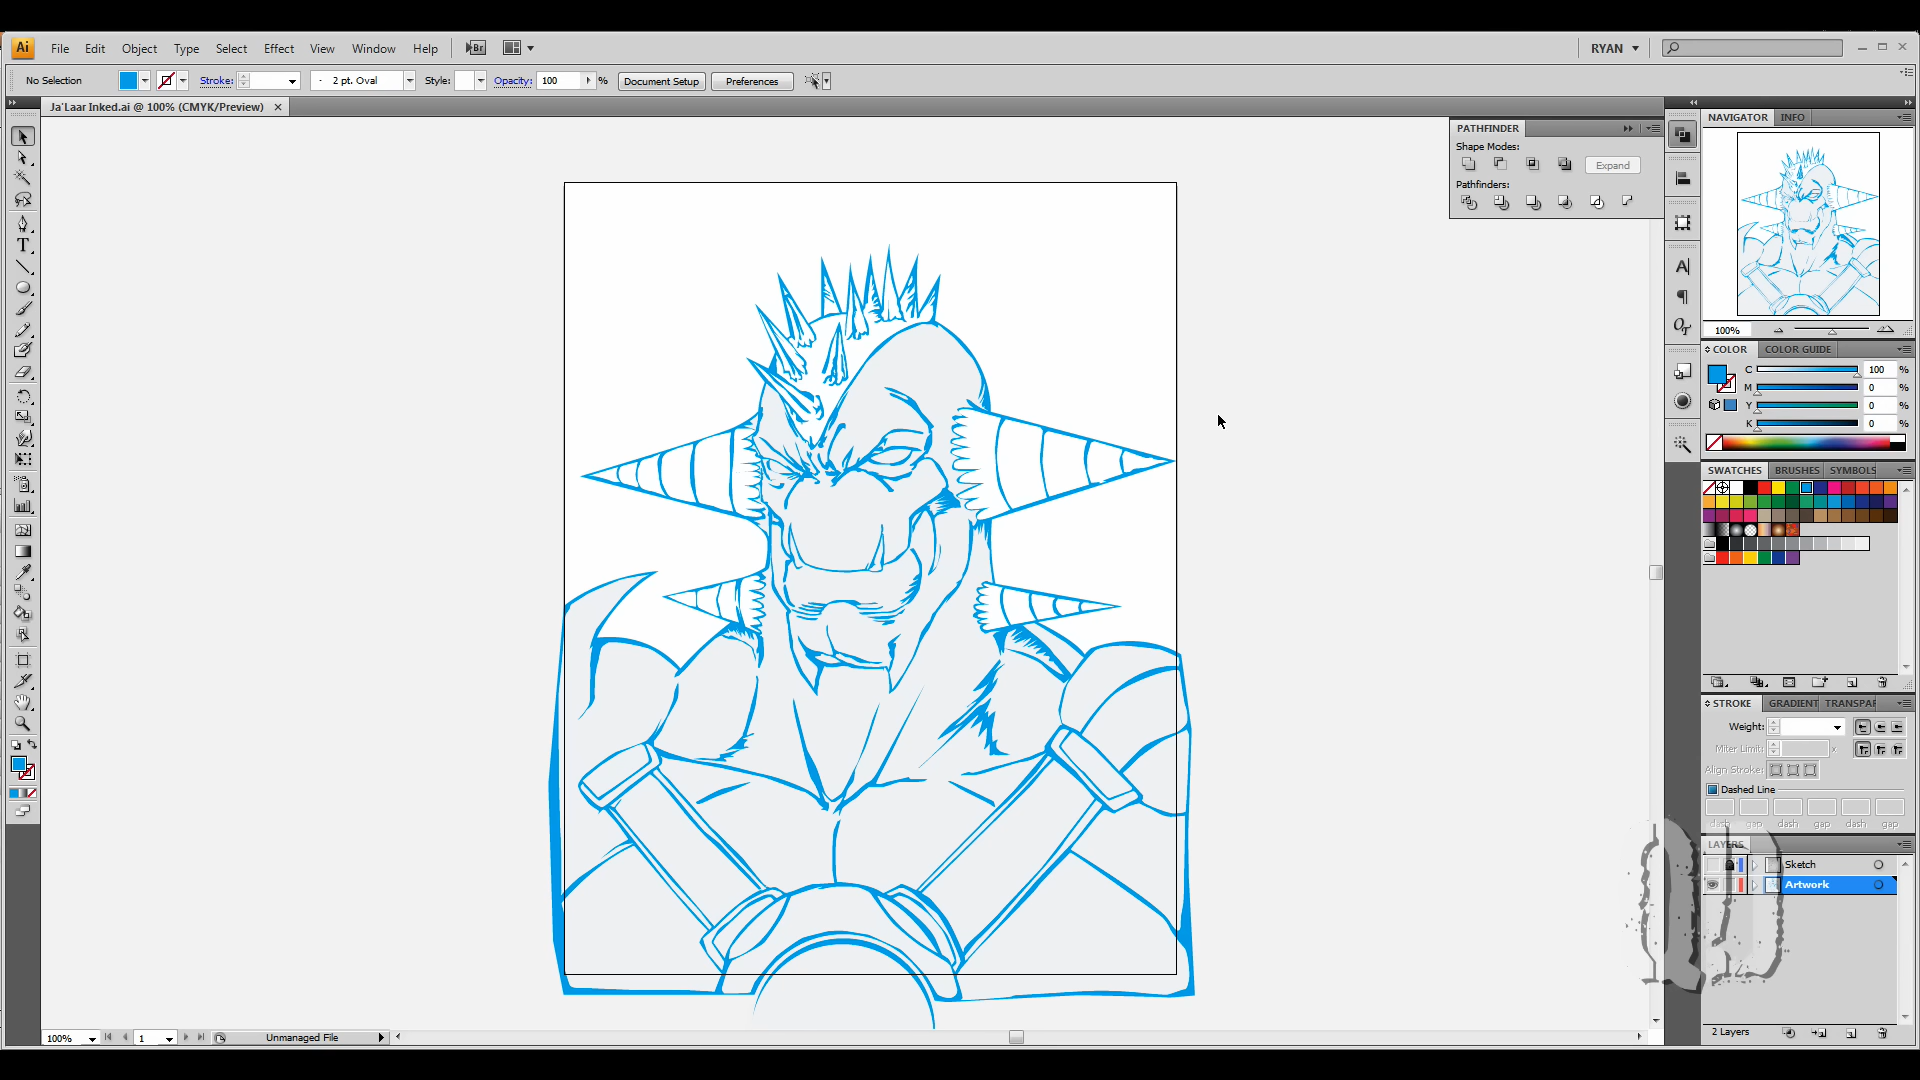 Ai File Edit Object Type Select Effect View Window Help Br RYAN
No Selection Stroke: 2 pt. Oval Style: Opacity: 100 % Document Setup Preferences
Ja'Laar Inked.ai @ 100% (CMYK/Preview)
PATHFINDER
Shape Modes:
Expand
Pathfinders:
NAVIGATOR INFO
100%
COLOR COLOR GUIDE
C 100 %
M 0 %
Y 0 %
K 0 %
SWATCHES BRUSHES SYMBOLS
STROKE GRADIENT TRANSPAR
Weight:
Miter Limit: x
Align Stroke:
Dashed Line
dash gap dash gap dash gap
LAYERS
Sketch
Artwork
2 Layers
100% 1 Unmanaged File